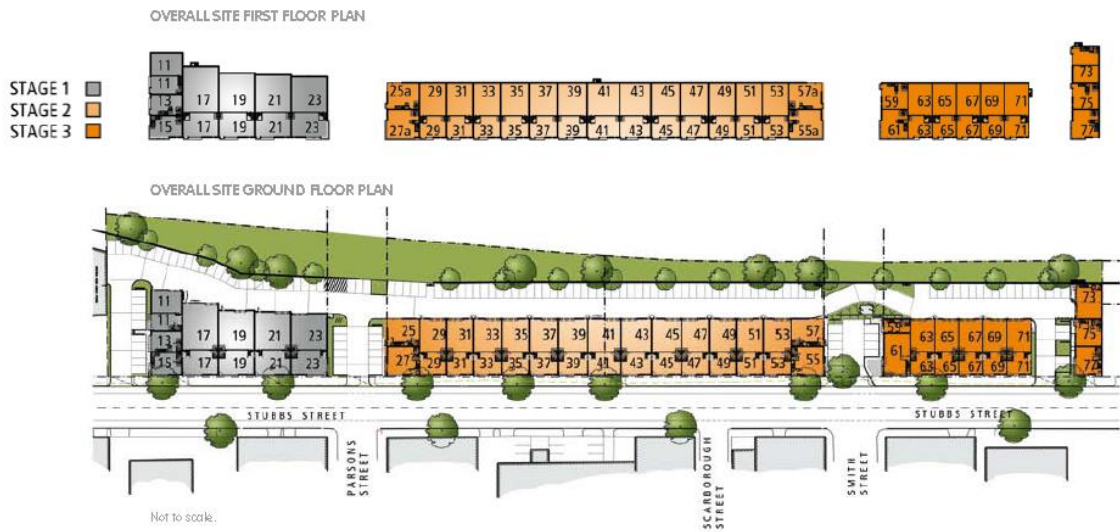 OVERALL SITE FIRST FLOOR PLAN
STAGE 1
STAGE 2
STAGE 3
11
11
13
15
17 19 21 23
17 19 21 23
25a 29 31 33 35 37 39 41 43 45 47 49 51 53 57a
27a 29 31 33 35 37 39 41 43 45 47 49 51 53 55a
59 63 65 67 69 71
61 63 65 67 69 71
73
75
77
OVERALL SITE GROUND FLOOR PLAN
11
11
13
15
17 19 21 23
17 19 21 23
25 29 31 33 35 37 39 41 43 45 47 49 51 53 57
27 29 31 33 35 37 39 41 43 45 47 49 51 53 55
59 63 65 67 69 71
61 63 65 67 69 71
73
75
STUBBS STREET
STUBBS STREET
PARSONS
STREET
SCARBOROUGH
STREET
SMITH
STREET
Not to scale.